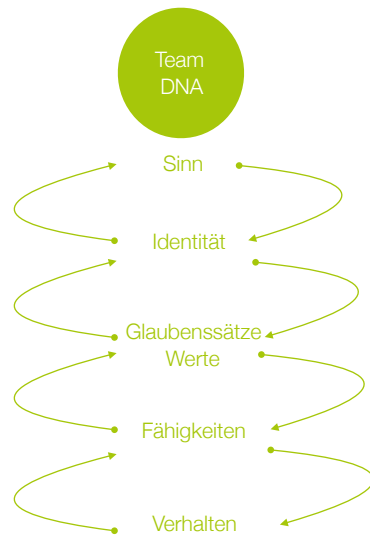 Team
DNA
Sinn
Identität
Glaubenssätze
Werte
Fähigkeiten
Verhalten